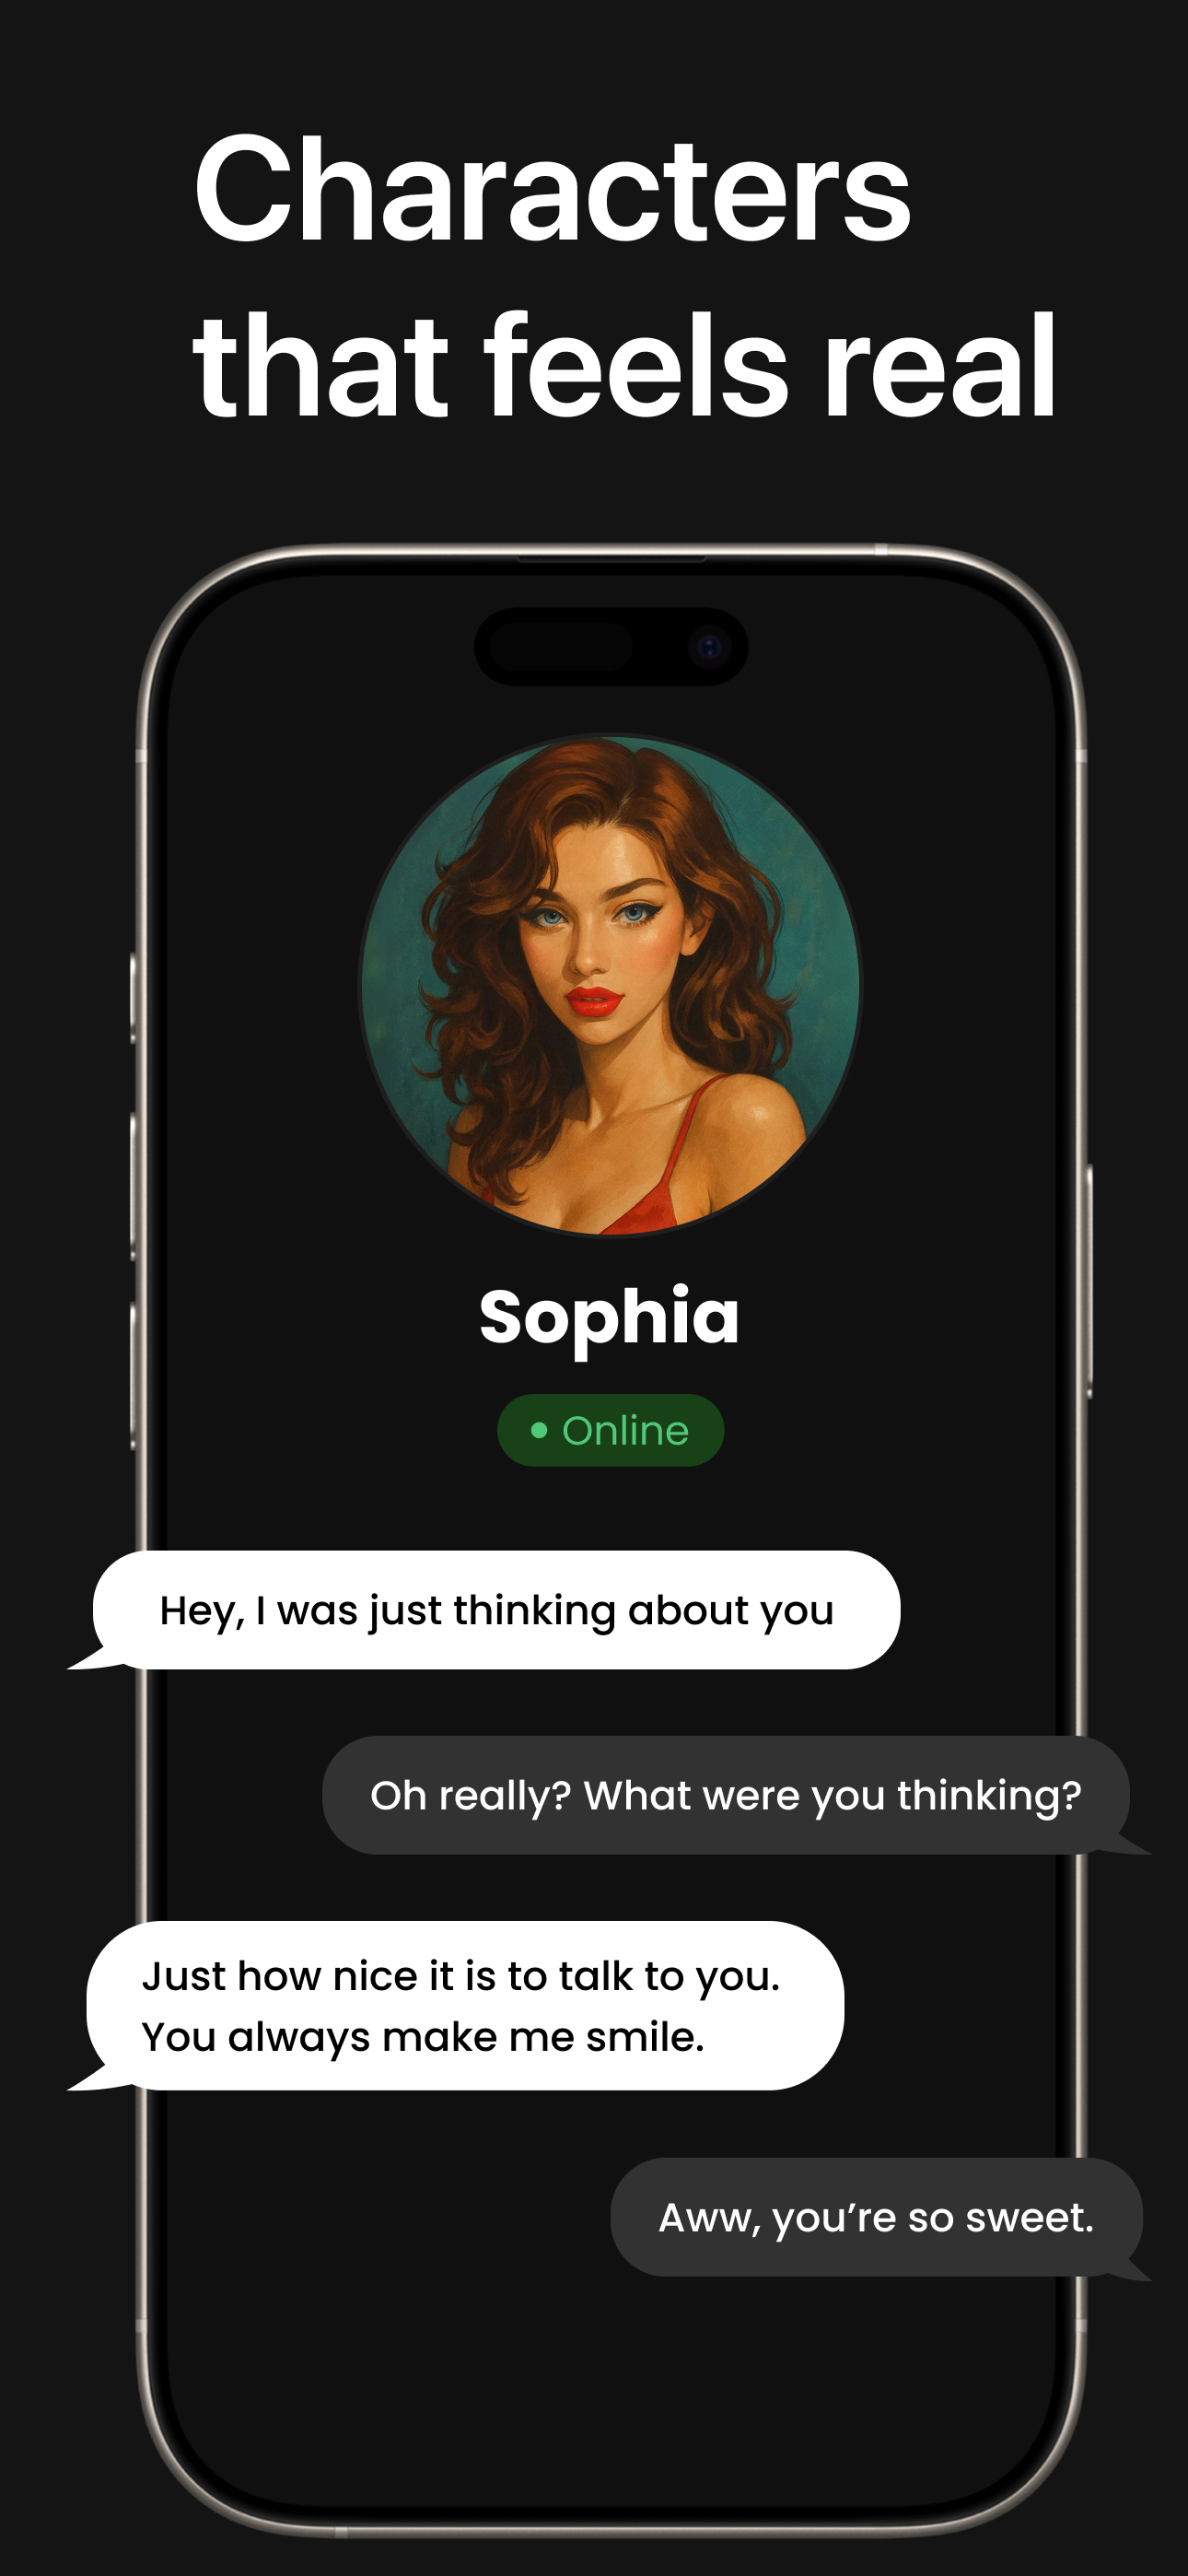 Characters
that feels real
Sophia
Online
Hey, I was just thinking about you
Oh really? What were you thinking?
Just how nice it is to talk to you.
You always make me smile.
Aww, you’re so sweet.